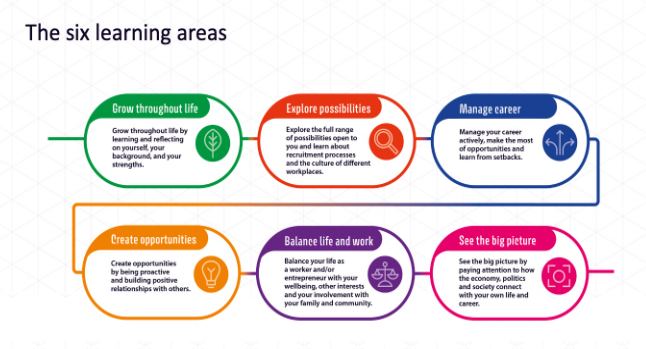 The six learning areas
Grow throughout life
Grow throughout life by
learning and reflecting
on yourself, your
background, and your
strengths.
Explore possibilities
Explore the full range
of possibilities open to
you and learn about
recruitment processes
and the culture of different
workplaces.
Manage career
Manage your career
actively, make the most
of opportunities and
learn from setbacks.
Create opportunities
Create opportunities
by being proactive
and building positive
relationships with others.
Balance life and work
Balance your life as
a worker and/or
entrepreneur with your
wellbeing, other interests
and your involvement with
your family and community.
See the big picture
See the big picture by
paying attention to how
the economy, politics
and society connect
with your own life and
career.